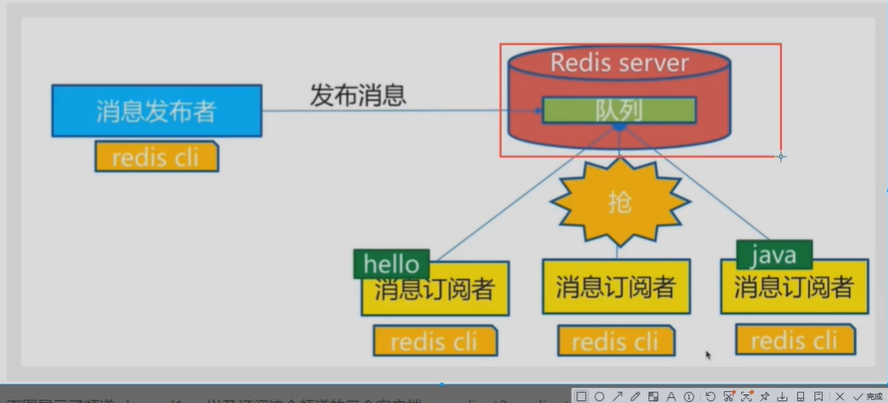 Redis server
消息发布者
发布消息
队列
redis cli
抢
hello
java
消息订阅者
消息订阅者
消息订阅者
redis cli
redis cli
redis cli
完成